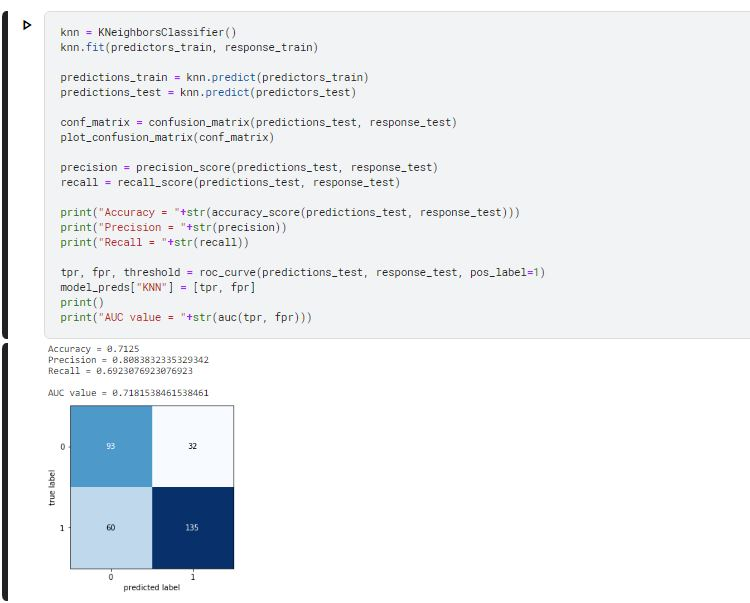 knn = KNeighborsClassifier()
knn.fit(predictors_train, response_train)
predictions_train = knn.predict(predictors_train)
predictions_test = knn.predict(predictors_test)
conf_matrix = confusion_matrix(predictions_test, response_test)
plot_confusion_matrix(conf_matrix)
precision = precision_score(predictions_test, response_test)
recall = recall_score(predictions_test, response_test)
print("Accuracy = "+str(accuracy_score(predictions_test, response_test)))
print("Precision = "+str(precision))
print("Recall = "+str(recall))
tpr, fpr, threshold = roc_curve(predictions_test, response_test, pos_label=1)
model_preds["KNN"] = [tpr, fpr]
print()
print("AUC value = "+str(auc(tpr, fpr)))
Accuracy = 0.7125
Precision = 0.8083832335329342
Recall = 0.6923076923076923
AUC value = 0.7181538461538461
0 93 32
true label
1 60 135
0 1
predicted label